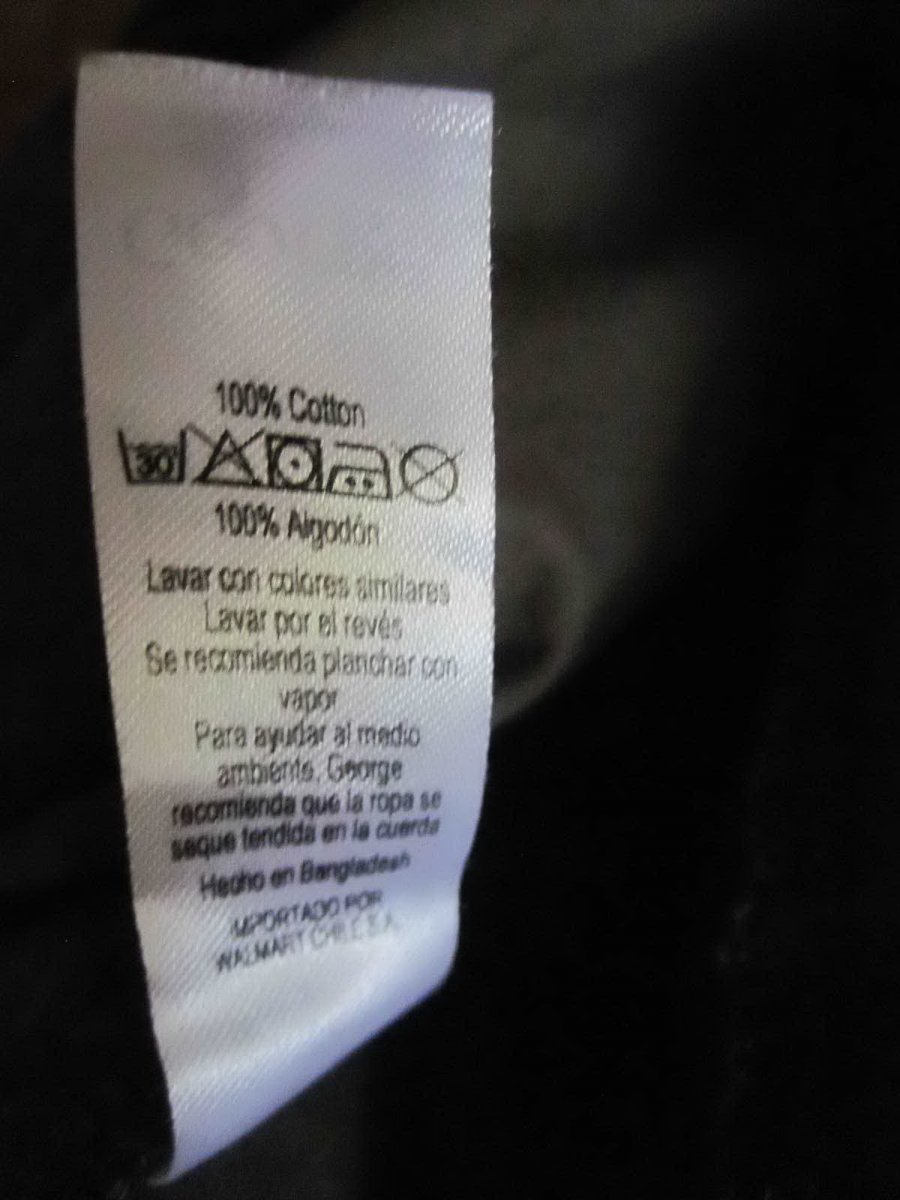 100% Cotton
30°
100% Algodón
Lavar con colores similares
Lavar por el revés
Se recomienda planchar con
vapor
Para ayudar al medio
ambiente, George
recomienda que la ropa se
seque tendida en la cuerda
Hecho en Bangladesh
IMPORTADO POR
WALMART CHILE S.A.